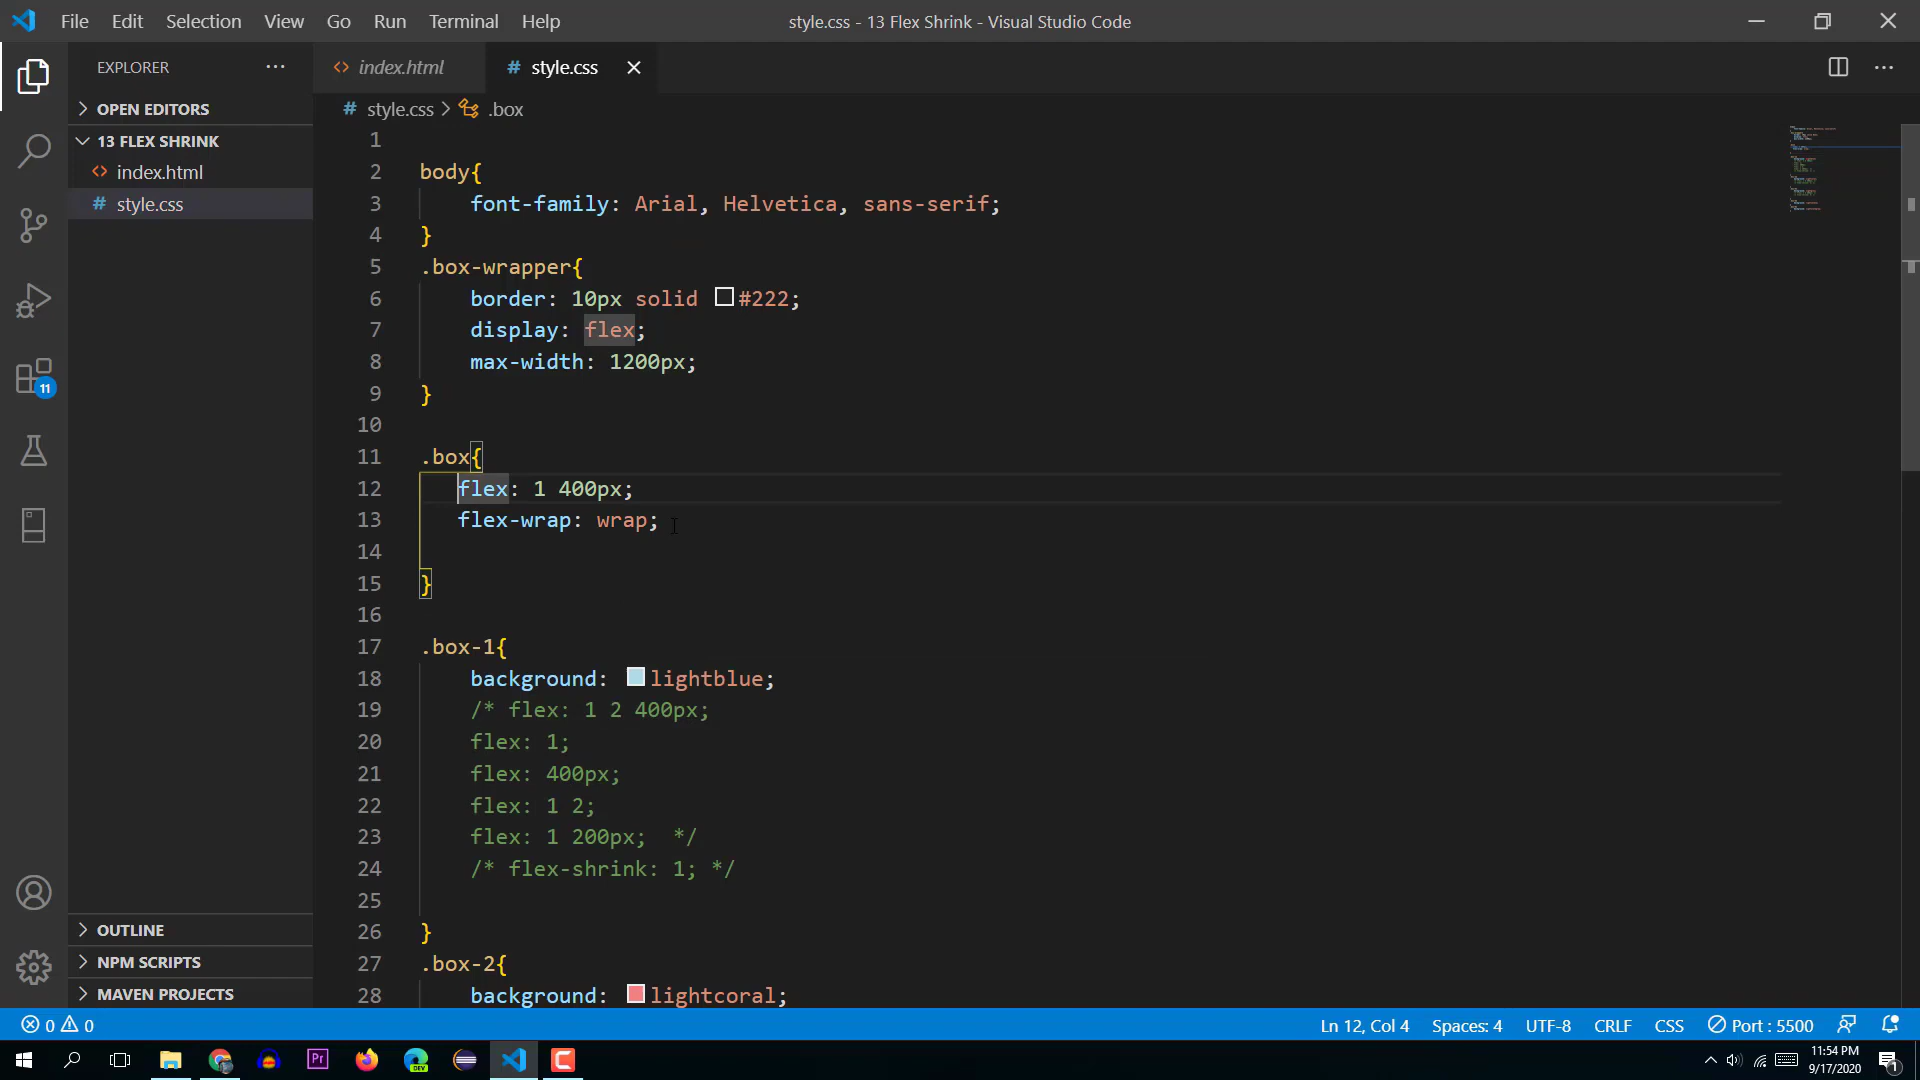 File Edit Selection View Go Run Terminal Help
style.css - 13 Flex Shrink - Visual Studio Code
EXPLORER
index.html
# style.css
OPEN EDITORS
13 FLEX SHRINK
index.html
# style.css
# style.css > .box
1
2 body{
3 font-family: Arial, Helvetica, sans-serif;
4 }
5 .box-wrapper{
6 border: 10px solid #222;
7 display: flex;
8 max-width: 1200px;
9 }
10
11 .box{
12 flex: 1 400px;
13 flex-wrap: wrap;
14
15 }
16
17 .box-1{
18 background: lightblue;
19 /* flex: 1 2 400px;
20 flex: 1;
21 flex: 400px;
22 flex: 1 2;
23 flex: 1 200px; */
24 /* flex-shrink: 1; */
25
26 }
27 .box-2{
28 background: lightcoral;
11
OUTLINE
NPM SCRIPTS
MAVEN PROJECTS
0 0
Ln 12, Col 4 Spaces: 4 UTF-8 CRLF CSS Port : 5500
Pr
DEV
11:54 PM
9/17/2020
1